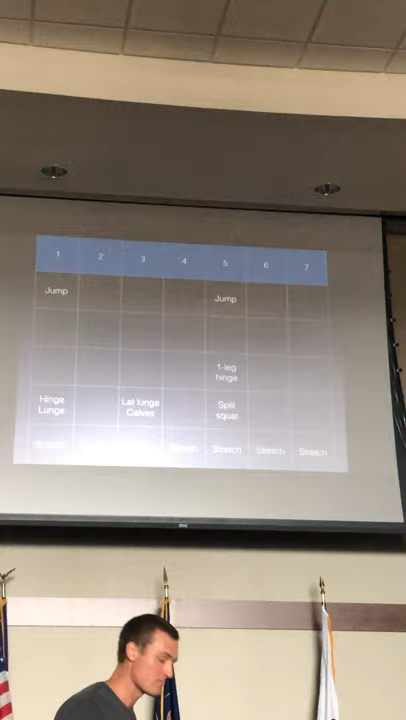 1 2 3 4 5 6 7
Jump Jump
1-leg
hinge
Hinge Lat lunge Split
Lunge Calves squat
Stretch Stretch Stretch